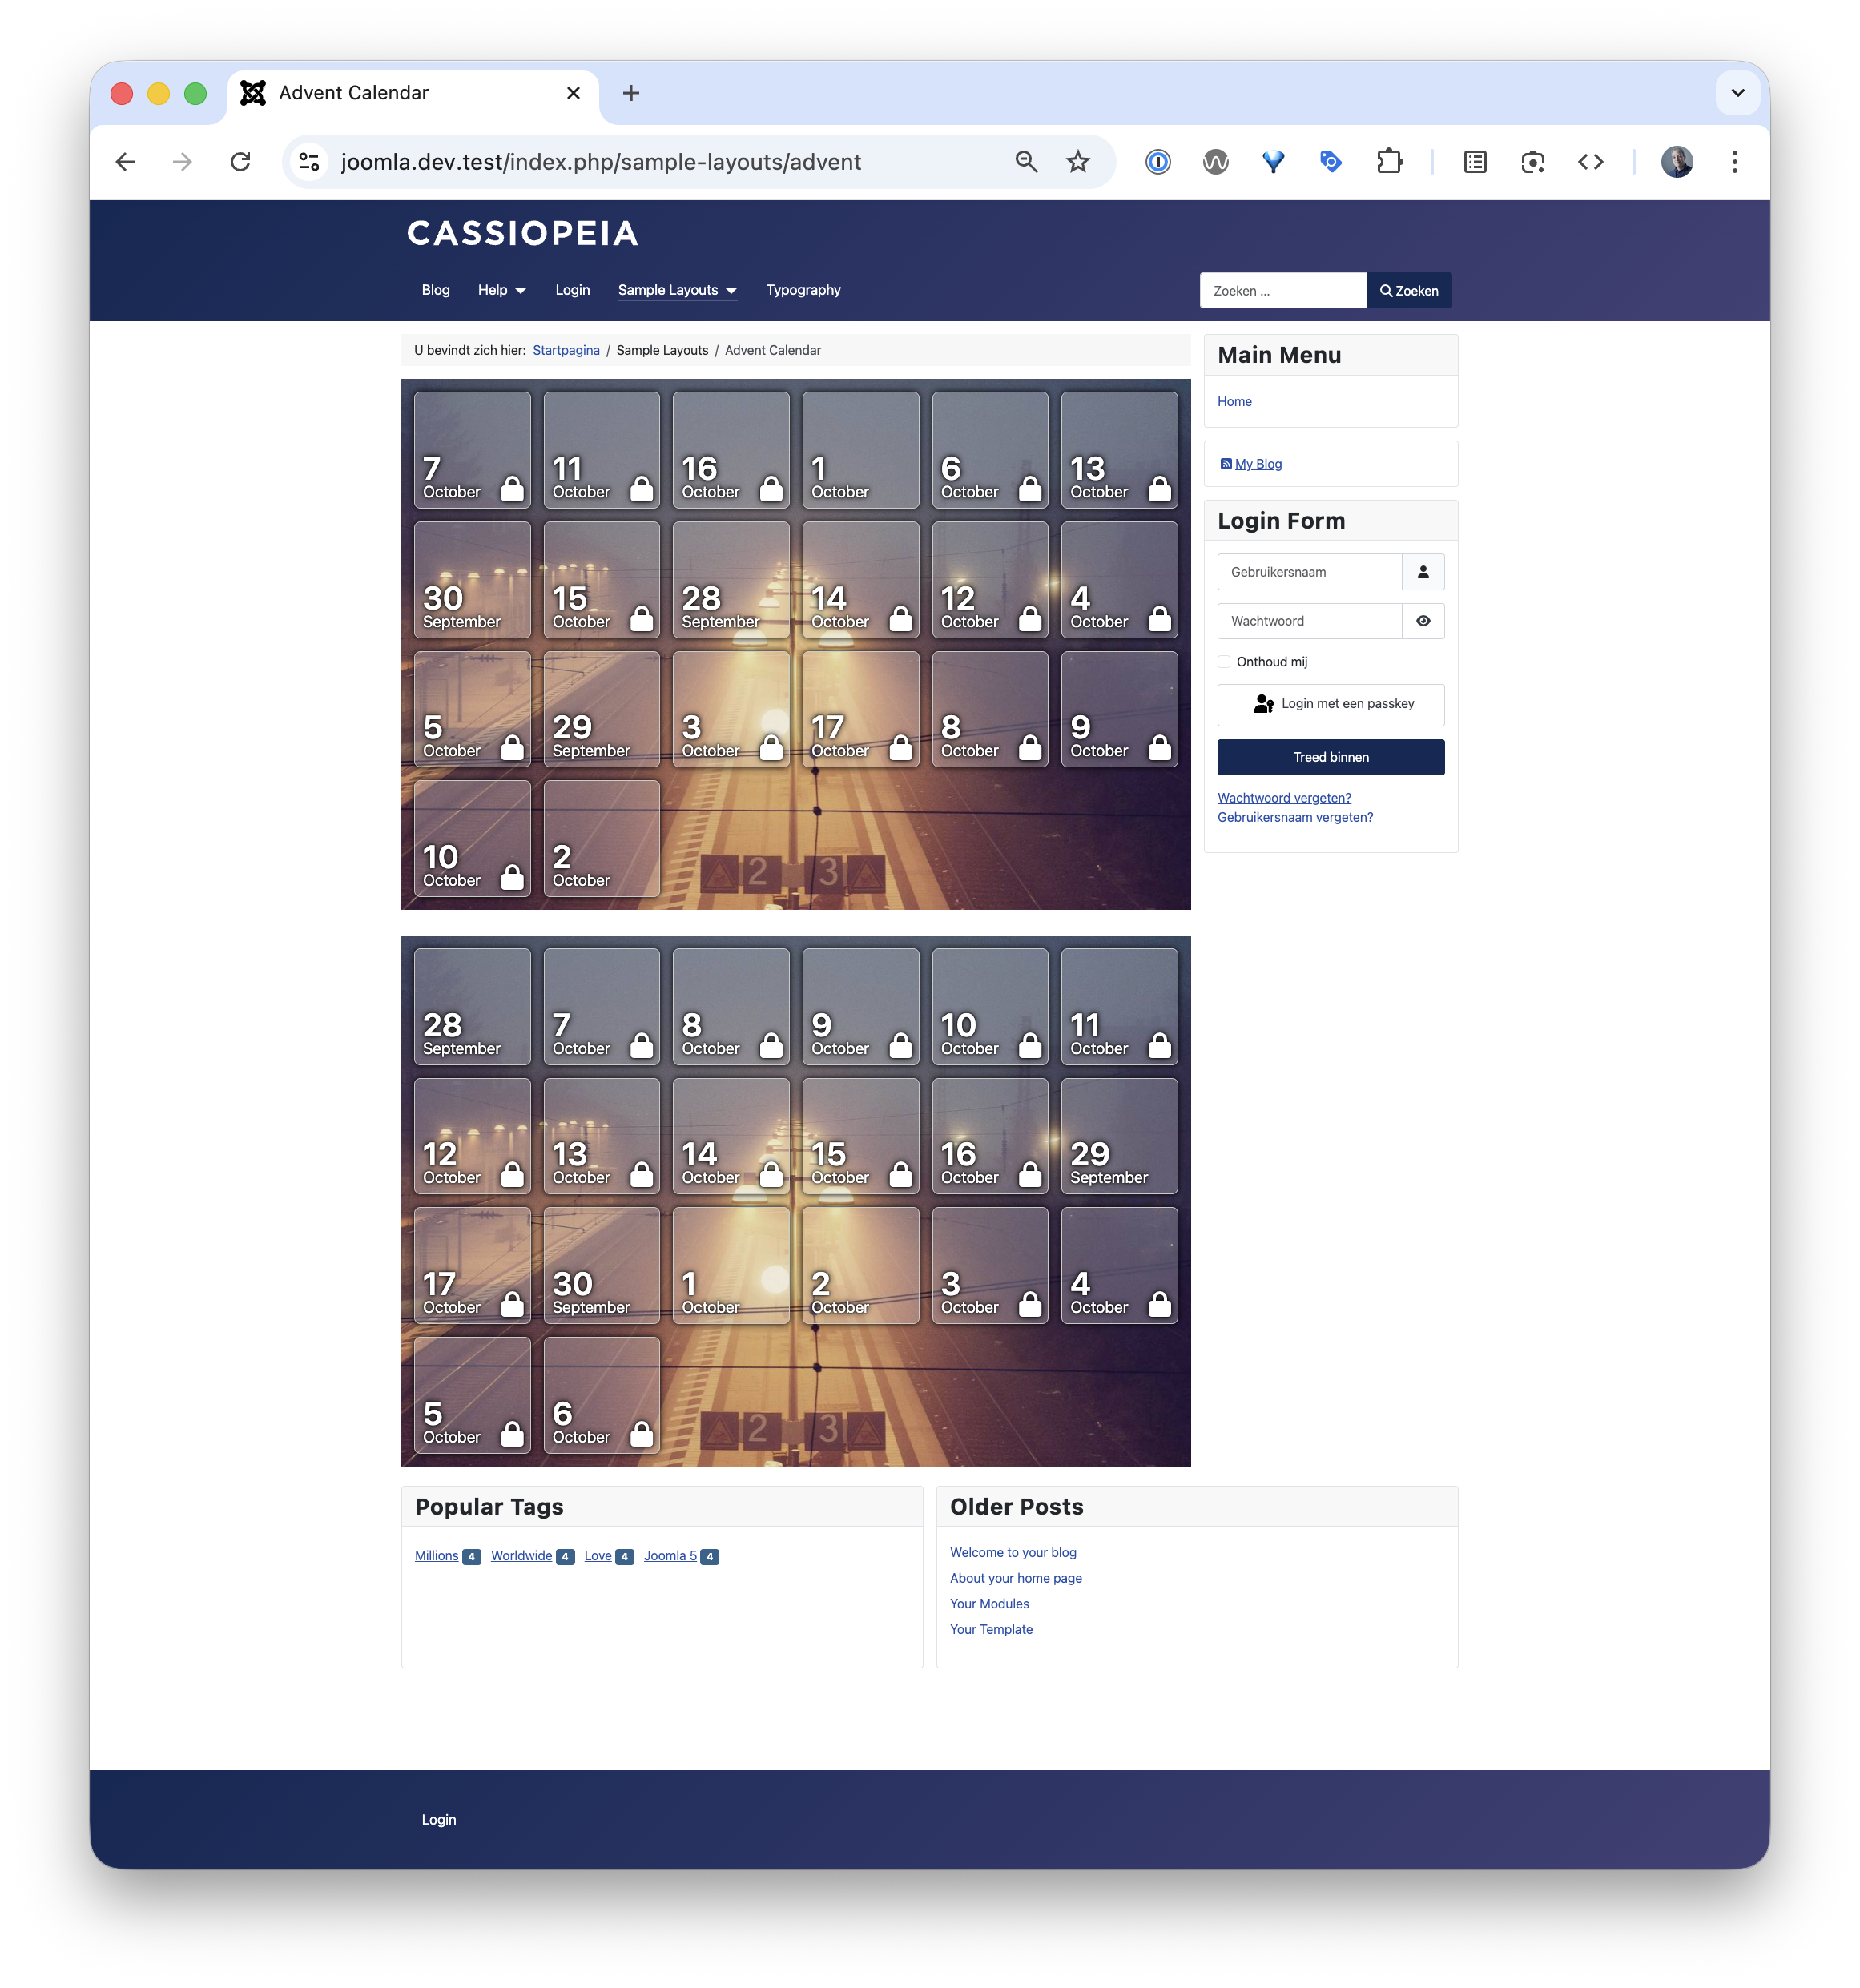 Advent Calendar
joomla.dev.test/index.php/sample-layouts/advent
CASSIOPEIA
Blog Help Login Sample Layouts Typography
Zoeken ... Zoeken
U bevindt zich hier: Startpagina / Sample Layouts / Advent Calendar
7 11 16 1 6 13
October October October October October October
30 15 28 14 12 4
September October September October October October
5 29 3 17 8 9
October September October October October October
10 2
October October
2 3
Main Menu
Home
My Blog
Login Form
Gebruikersnaam
Wachtwoord
Onthoud mij
Login met een passkey
Treed binnen
Wachtwoord vergeten?
Gebruikersnaam vergeten?
28 7 8 9 10 11
September October October October October October
12 13 14 15 16 29
October October October October October September
17 30 1 2 3 4
October September October October October October
5 6
October October
2 3
Popular Tags
Millions 4 Worldwide 4 Love 4 Joomla 5 4
Older Posts
Welcome to your blog
About your home page
Your Modules
Your Template
Login